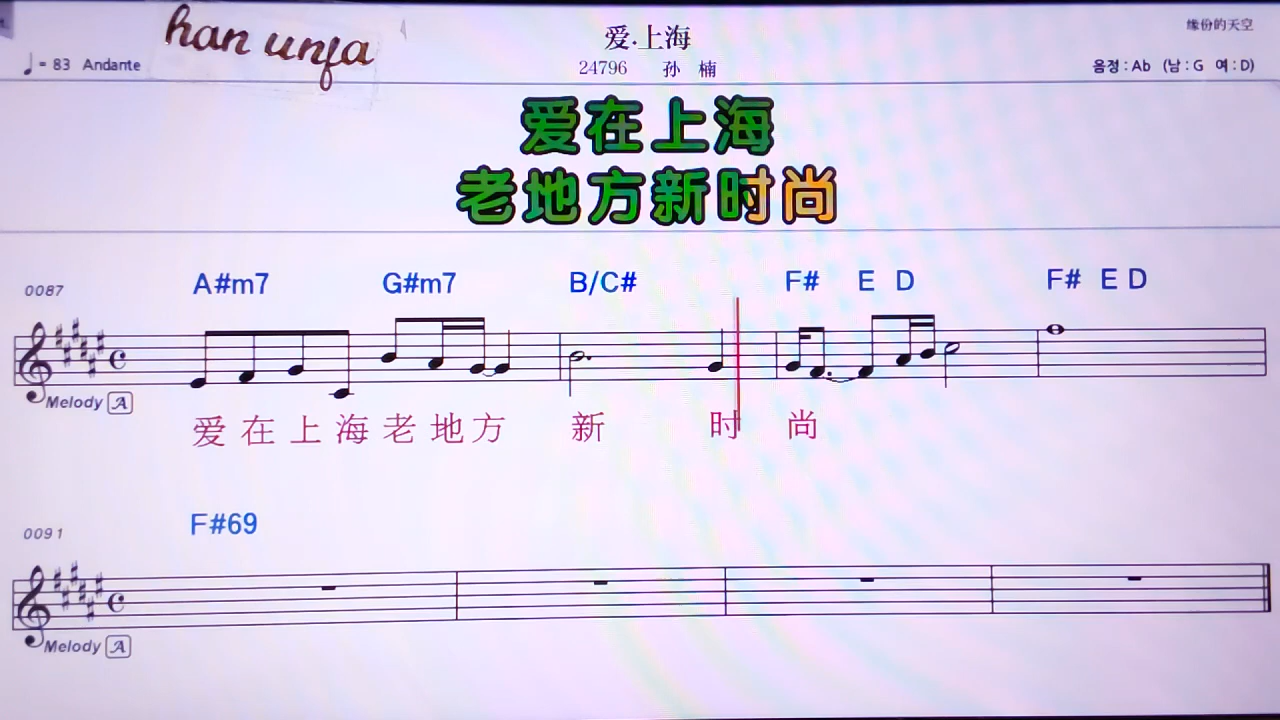 han unfa
爱·上海
缘份的天空
♩= 83 Andante
24796 孙 楠
음정 : Ab (남 : G 여 : D)
爱在上海
老地方新时尚
0087 A#m7 G#m7 B/C# F# E D F# E D
Melody A
爱 在 上 海 老 地 方 新 时 尚
0091 F#69
Melody A